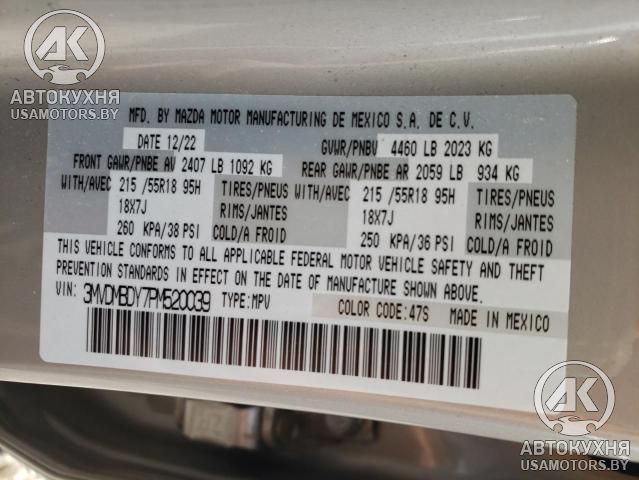 AK
АВТОКУХНЯ
USAMOTORS.BY
MFD. BY MAZDA MOTOR MANUFACTURING DE MEXICO S.A. DE C.V.
DATE 12/22 GVWR/PNBV 4460 LB 2023 KG
FRONT GAWR/PNBE AV 2407 LB 1092 KG REAR GAWR/PNBE AR 2059 LB 934 KG
WITH/AVEC 215 /55R18 95H TIRES/PNEUS WITH/AVEC 215 /55R18 95H TIRES/PNEUS
18X7J RIMS/JANTES 18X7J RIMS/JANTES
260 KPA/38 PSI COLD/A FROID 250 KPA/36 PSI COLD/A FROID
THIS VEHICLE CONFORMS TO ALL APPLICABLE FEDERAL MOTOR VEHICLE SAFETY AND THEFT
PREVENTION STANDARDS IN EFFECT ON THE DATE OF MANUFACTURE SHOWN ABOVE.
VIN: 3MVDMBDY7PM520039 TYPE: MPV COLOR CODE: 47S MADE IN MEXICO
AK
АВТОКУХНЯ
USAMOTORS.BY